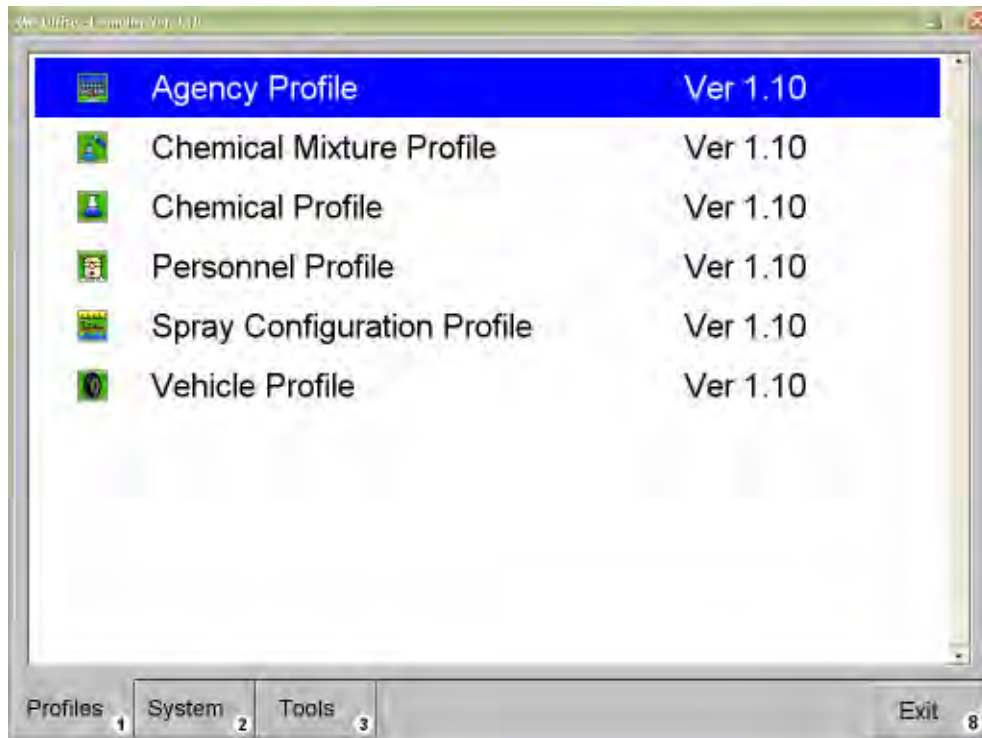 Agency Profile Ver 1.10
Chemical Mixture Profile Ver 1.10
Chemical Profile Ver 1.10
Personnel Profile Ver 1.10
Spray Configuration Profile Ver 1.10
Vehicle Profile Ver 1.10
Profiles 1 System 2 Tools 3 Exit 8